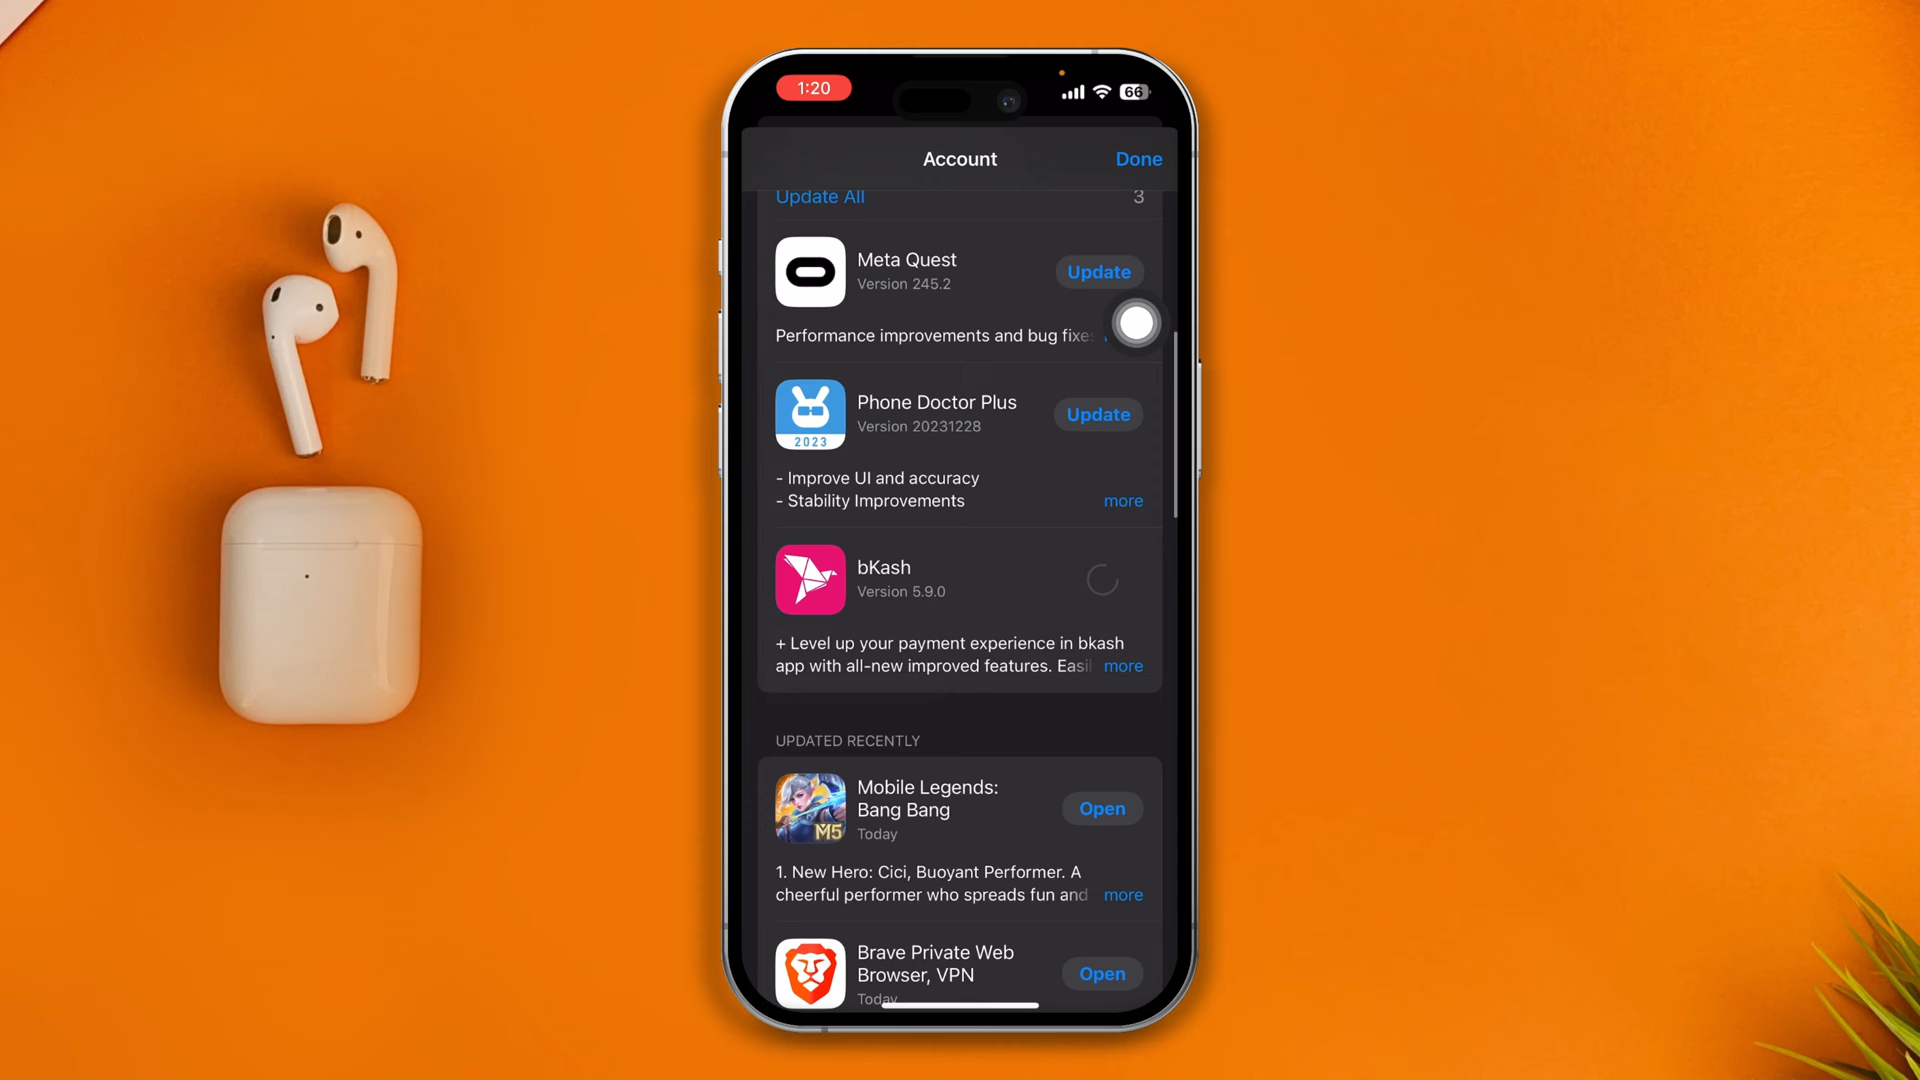 1:20
66
Account
Done
Update All
3
Meta Quest
Version 245.2
Update
Performance improvements and bug fixes
Phone Doctor Plus
Version 20231228
Update
2023
- Improve UI and accuracy
- Stability Improvements
more
bKash
Version 5.9.0
+ Level up your payment experience in bkash
app with all-new improved features. Easil
more
UPDATED RECENTLY
Mobile Legends:
Bang Bang
Today
Open
M5
1. New Hero: Cici, Buoyant Performer. A
cheerful performer who spreads fun and
more
Brave Private Web
Browser, VPN
Today
Open